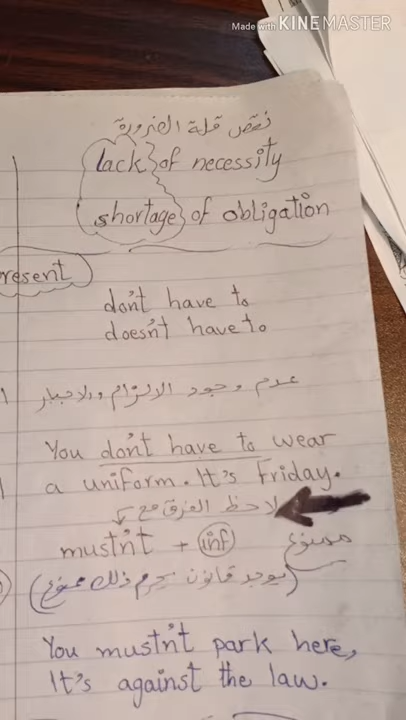 Made with KINEMASTER
نقص قلة الضرورة
lack of necessity
shortage of obligation
resent
don't have to
doesn't have to
عدم وجود الالزام والاجبار
You don't have to wear
a uniform. It's Friday.
لاحظ الفرق مع
mustn't + inf ممنوع
(يوجد قانون يجرم ذلك ممنوع)
You mustn't park here,
It's against the law.